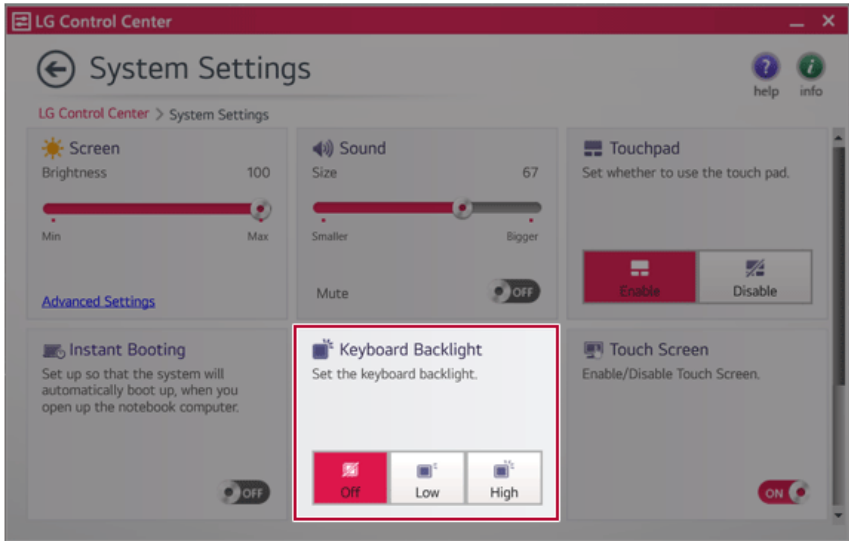 LG Control Center
System Settings
help
info
LG Control Center > System Settings
Screen
Brightness 100
Min Max
Advanced Settings
Sound
Size 67
Smaller Bigger
Mute OFF
Touchpad
Set whether to use the touch pad.
Enable Disable
Instant Booting
Set up so that the system will
automatically boot up, when you
open up the notebook computer.
OFF
Keyboard Backlight
Set the keyboard backlight.
Off Low High
Touch Screen
Enable/Disable Touch Screen.
ON